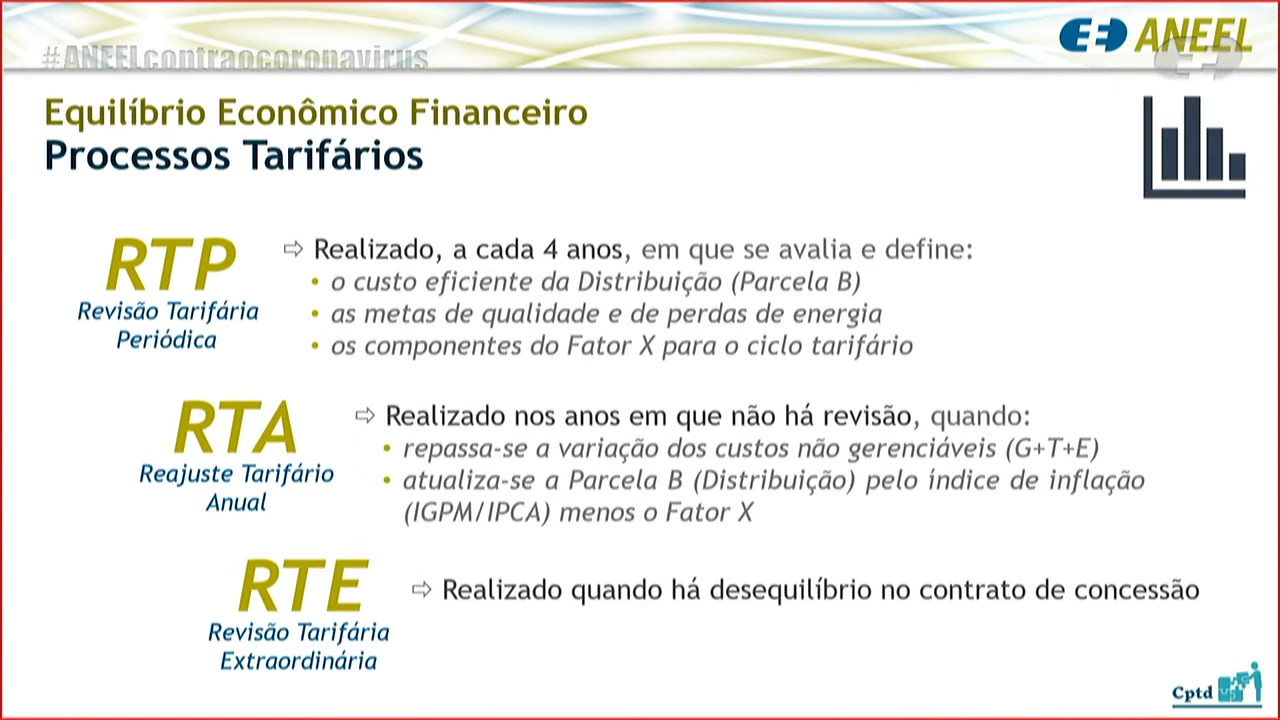 #ANEELcontraocoronavirus
ANEEL
Equilíbrio Econômico Financeiro
Processos Tarifários
RTP
Revisão Tarifária
Periódica
⇨ Realizado, a cada 4 anos, em que se avalia e define:
• o custo eficiente da Distribuição (Parcela B)
• as metas de qualidade e de perdas de energia
• os componentes do Fator X para o ciclo tarifário
RTA
Reajuste Tarifário
Anual
⇨ Realizado nos anos em que não há revisão, quando:
• repassa-se a variação dos custos não gerenciáveis (G+T+E)
• atualiza-se a Parcela B (Distribuição) pelo índice de inflação
(IGPM/IPCA) menos o Fator X
RTE
Revisão Tarifária
Extraordinária
⇨ Realizado quando há desequilíbrio no contrato de concessão
Cptd